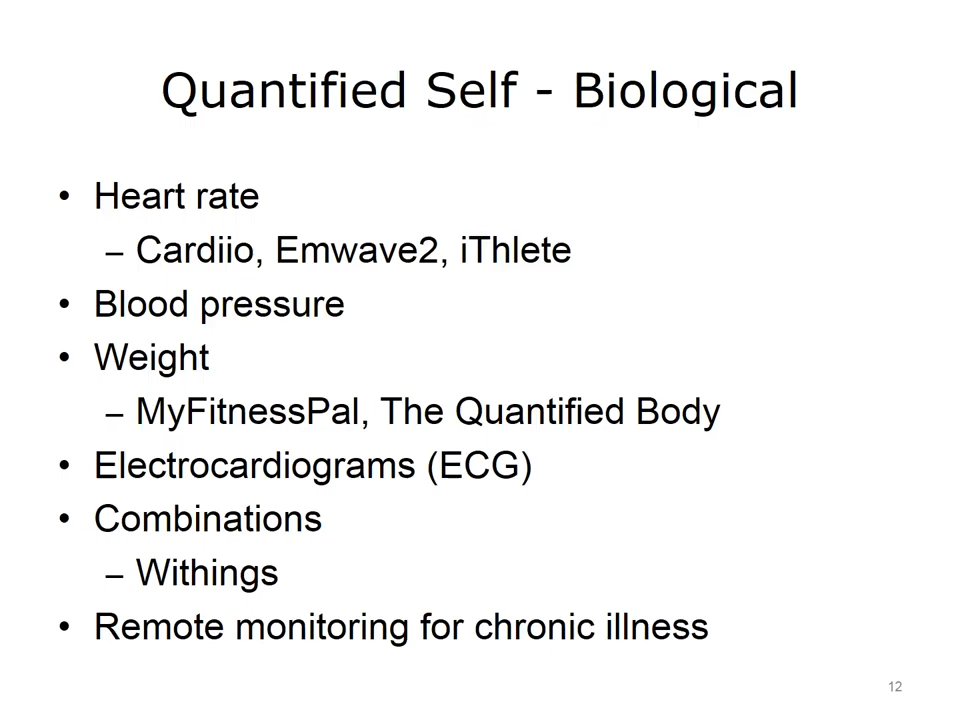 Quantified Self - Biological
• Heart rate
– Cardiio, Emwave2, iThlete
• Blood pressure
• Weight
– MyFitnessPal, The Quantified Body
• Electrocardiograms (ECG)
• Combinations
– Withings
• Remote monitoring for chronic illness
12